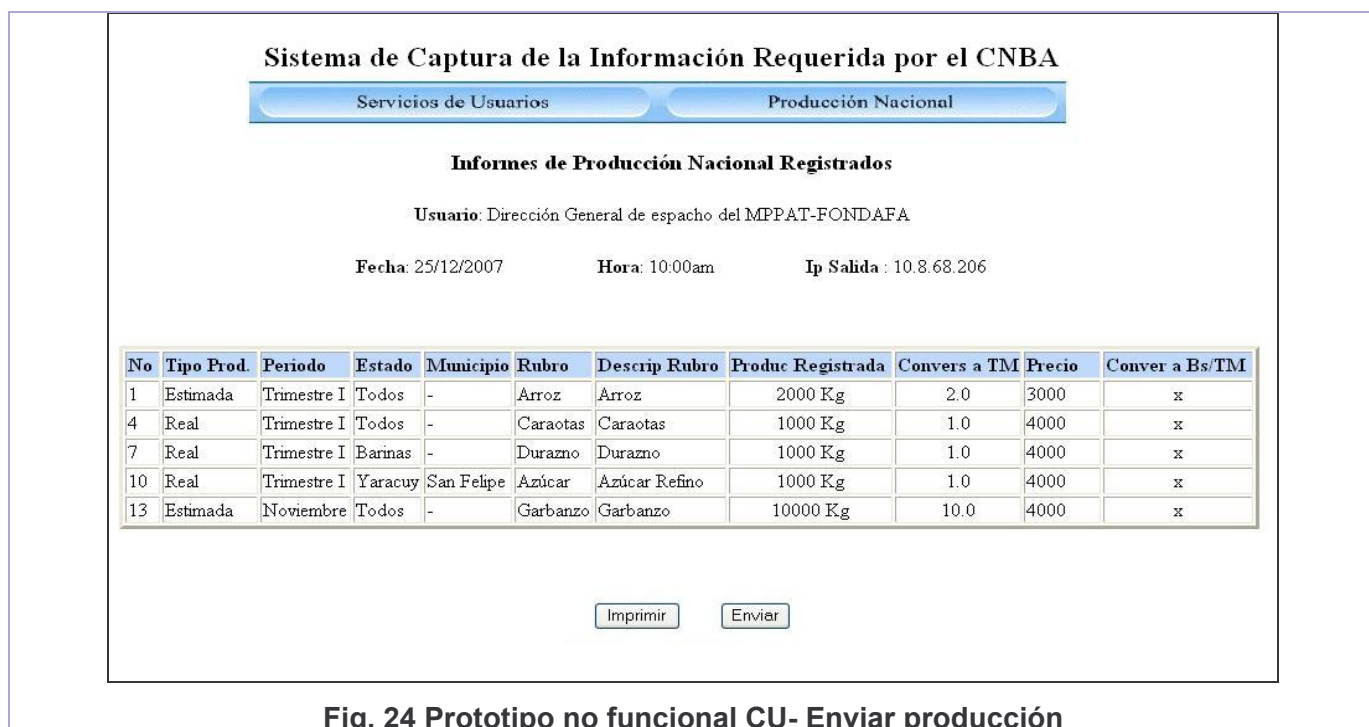 Sistema de Captura de la Información Requerida por el CNBA
Servicios de Usuarios Producción Nacional
Informes de Producción Nacional Registrados
Usuario: Dirección General de espacho del MPPAT-FONDAFA
Fecha: 25/12/2007 Hora: 10:00am Ip Salida : 10.8.68.206
No Tipo Prod. Periodo Estado Municipio Rubro Descrip Rubro Produc Registrada Convers a TM Precio Conver a Bs/TM
1 Estimada Trimestre I Todos - Arroz Arroz 2000 Kg 2.0 3000 x
4 Real Trimestre I Todos - Caraotas Caraotas 1000 Kg 1.0 4000 x
7 Real Trimestre I Barinas - Durazno Durazno 1000 Kg 1.0 4000 x
10 Real Trimestre I Yaracuy San Felipe Azúcar Azúcar Refino 1000 Kg 1.0 4000 x
13 Estimada Noviembre Todos - Garbanzo Garbanzo 10000 Kg 10.0 4000 x
Imprimir Enviar
Fig. 24 Prototipo no funcional CU- Enviar producción